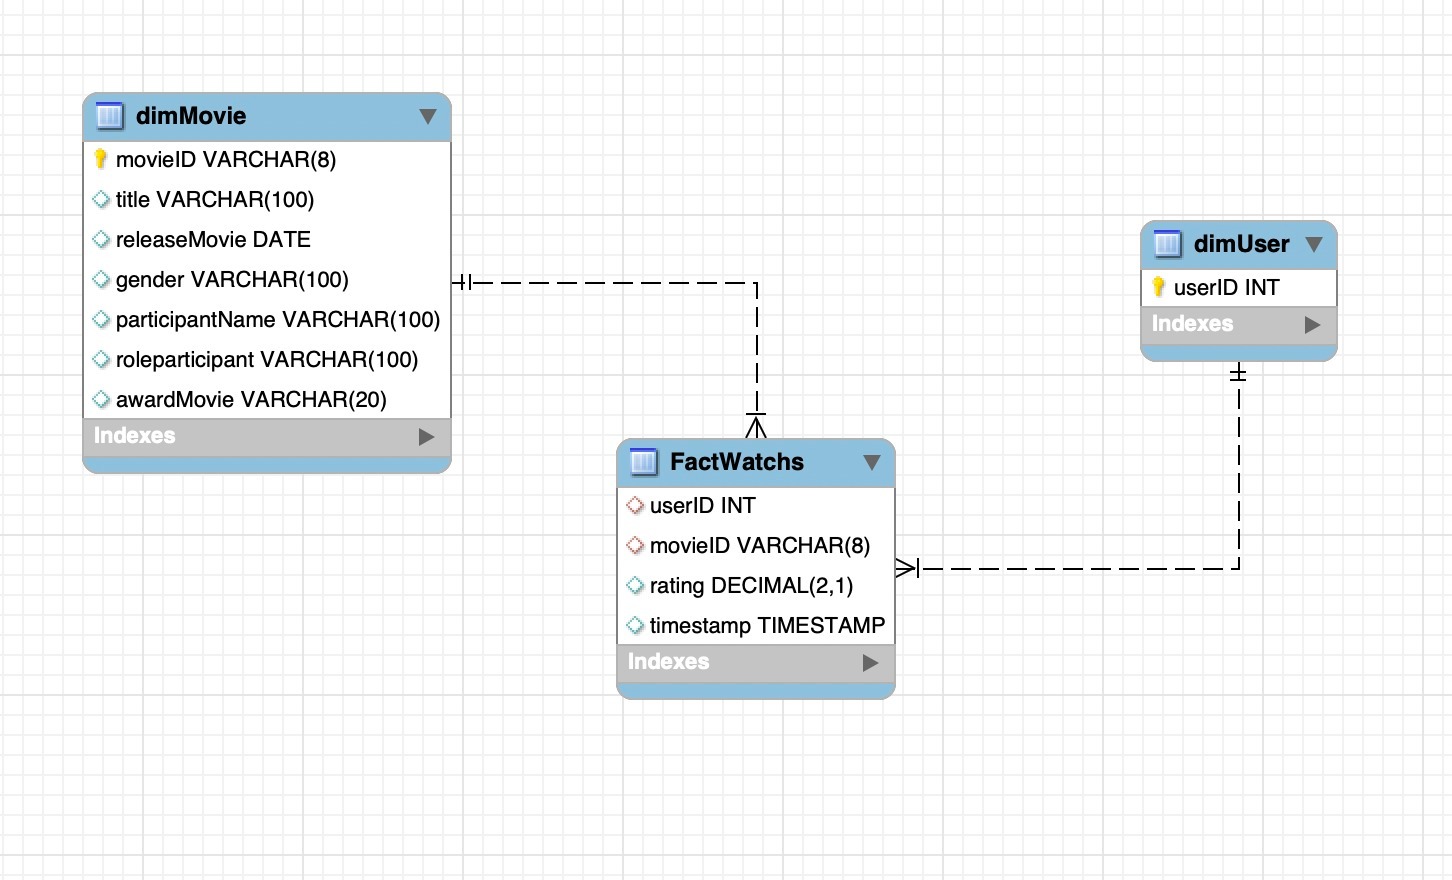 dimMovie
movieID VARCHAR(8)
title VARCHAR(100)
releaseMovie DATE
gender VARCHAR(100)
participantName VARCHAR(100)
roleparticipant VARCHAR(100)
awardMovie VARCHAR(20)
Indexes
dimUser
userID INT
Indexes
FactWatchs
userID INT
movieID VARCHAR(8)
rating DECIMAL(2,1)
timestamp TIMESTAMP
Indexes